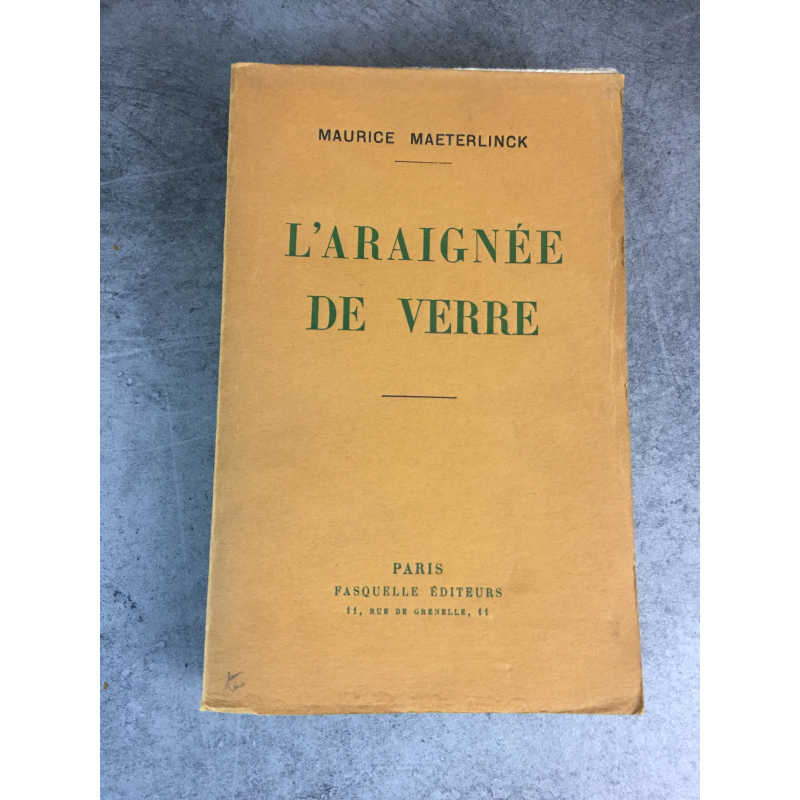 MAURICE MAETERLINCK
L'ARAIGNÉE
DE VERRE
PARIS
FASQUELLE ÉDITEURS
11, RUE DE GRENELLE, 11